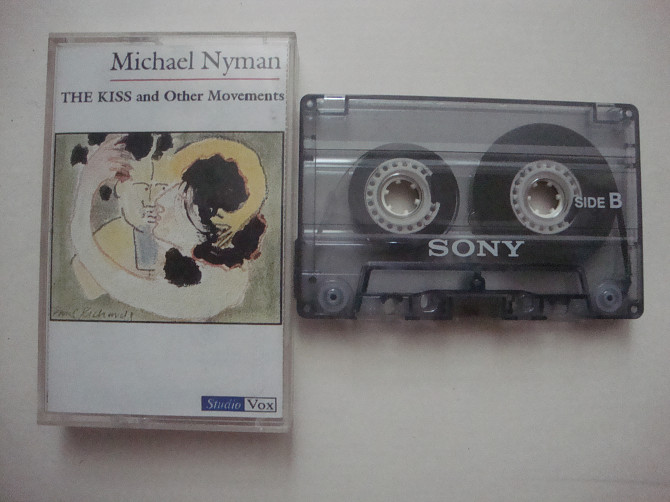 Michael Nyman
THE KISS and Other Movements
Studio Vox
SONY
SIDE B